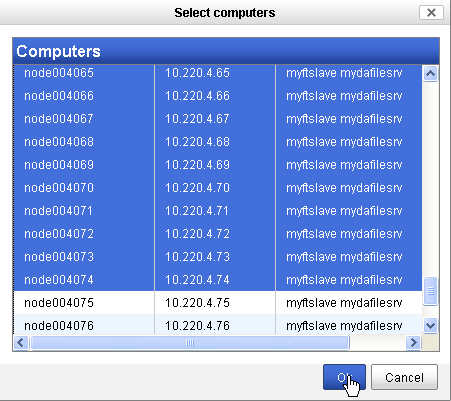 Select computers
Computers
node004065 10.220.4.65 myftslave mydafilesrv
node004066 10.220.4.66 myftslave mydafilesrv
node004067 10.220.4.67 myftslave mydafilesrv
node004068 10.220.4.68 myftslave mydafilesrv
node004069 10.220.4.69 myftslave mydafilesrv
node004070 10.220.4.70 myftslave mydafilesrv
node004071 10.220.4.71 myftslave mydafilesrv
node004072 10.220.4.72 myftslave mydafilesrv
node004073 10.220.4.73 myftslave mydafilesrv
node004074 10.220.4.74 myftslave mydafilesrv
node004075 10.220.4.75 myftslave mydafilesrv
node004076 10.220.4.76 myftslave mydafilesrv
Cancel